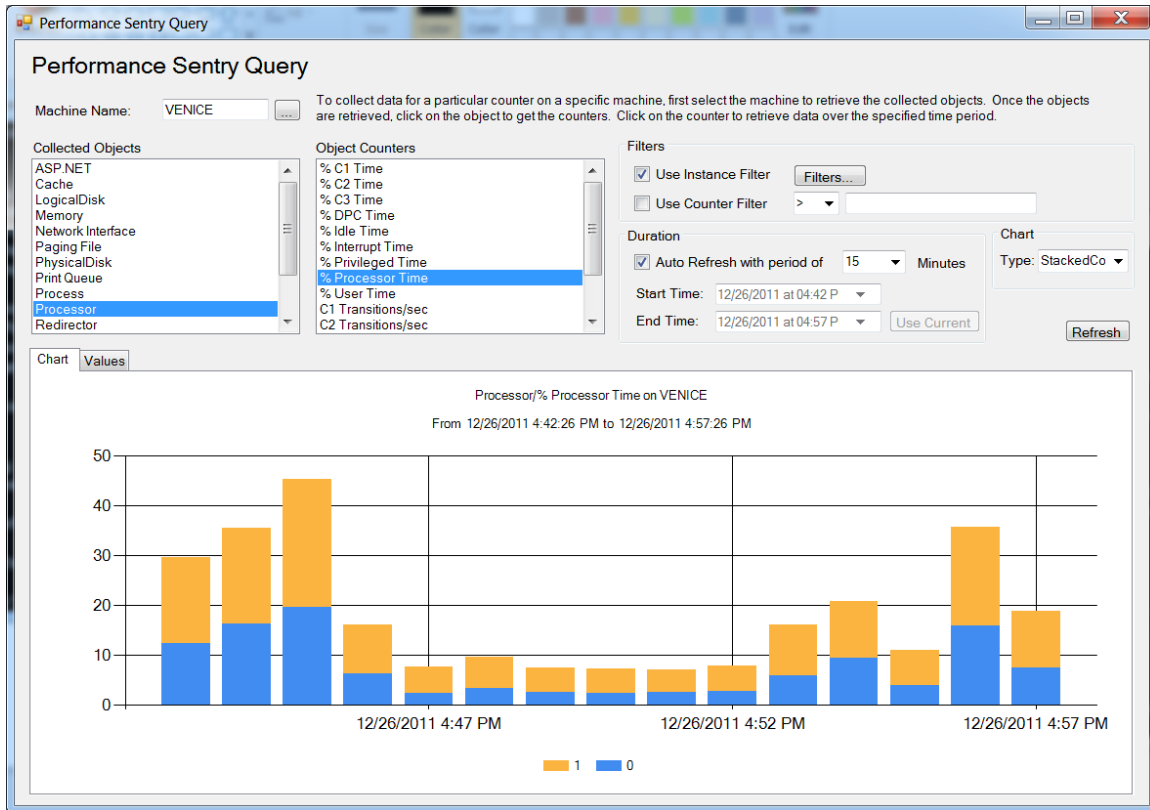 Performance Sentry Query
Performance Sentry Query
Machine Name:
VENICE
...
To collect data for a particular counter on a specific machine, first select the machine to retrieve the collected objects. Once the objects
are retrieved, click on the object to get the counters. Click on the counter to retrieve data over the specified time period.
Collected Objects
ASP.NET
Cache
LogicalDisk
Memory
Network Interface
Paging File
PhysicalDisk
Print Queue
Process
Processor
Redirector
Object Counters
% C1 Time
% C2 Time
% C3 Time
% DPC Time
% Idle Time
% Interrupt Time
% Privileged Time
% Processor Time
% User Time
C1 Transitions/sec
C2 Transitions/sec
Filters
Use Instance Filter
Filters...
Use Counter Filter
>
Duration
Auto Refresh with period of
15
Minutes
Start Time:
12/26/2011 at 04:42 P
End Time:
12/26/2011 at 04:57 P
Use Current
Chart
Type:
StackedCo
Refresh
Chart
Values
Processor/% Processor Time on VENICE
From 12/26/2011 4:42:26 PM to 12/26/2011 4:57:26 PM
50
40
30
20
10
0
12/26/2011 4:47 PM
12/26/2011 4:52 PM
12/26/2011 4:57 PM
1
0